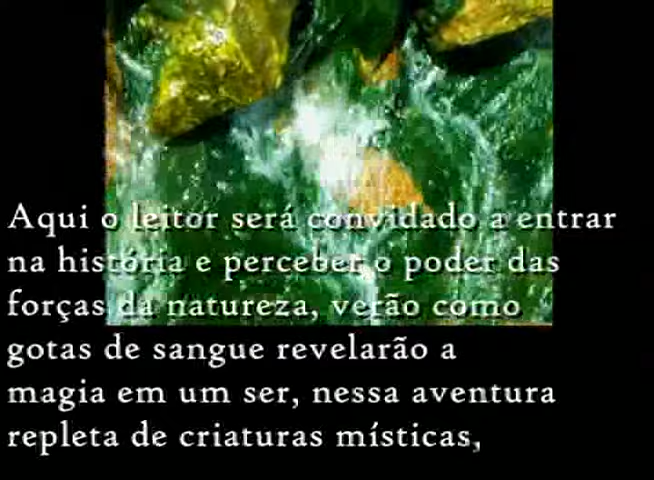 Aqui o leitor será convidado a entrar
na história e perceber o poder das
forças da natureza, verão como
gotas de sangue revelarão a
magia em um ser, nessa aventura
repleta de criaturas místicas,